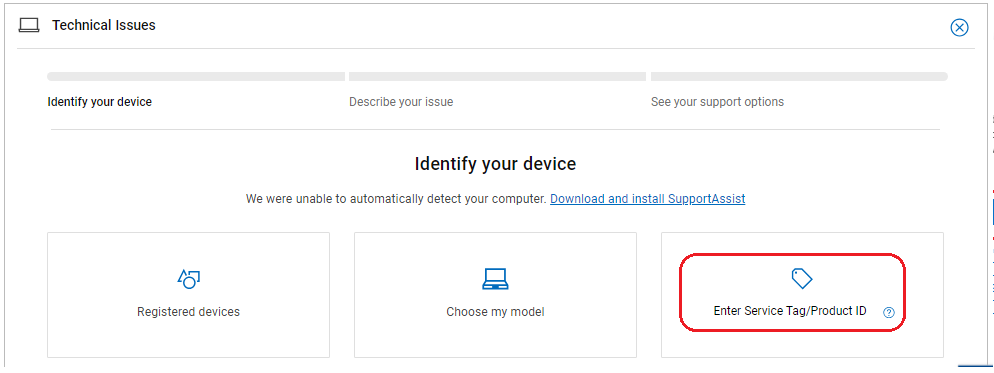 Technical Issues
Identify your device
Describe your issue
See your support options
Identify your device
We were unable to automatically detect your computer. Download and install SupportAssist
Registered devices
Choose my model
Enter Service Tag/Product ID